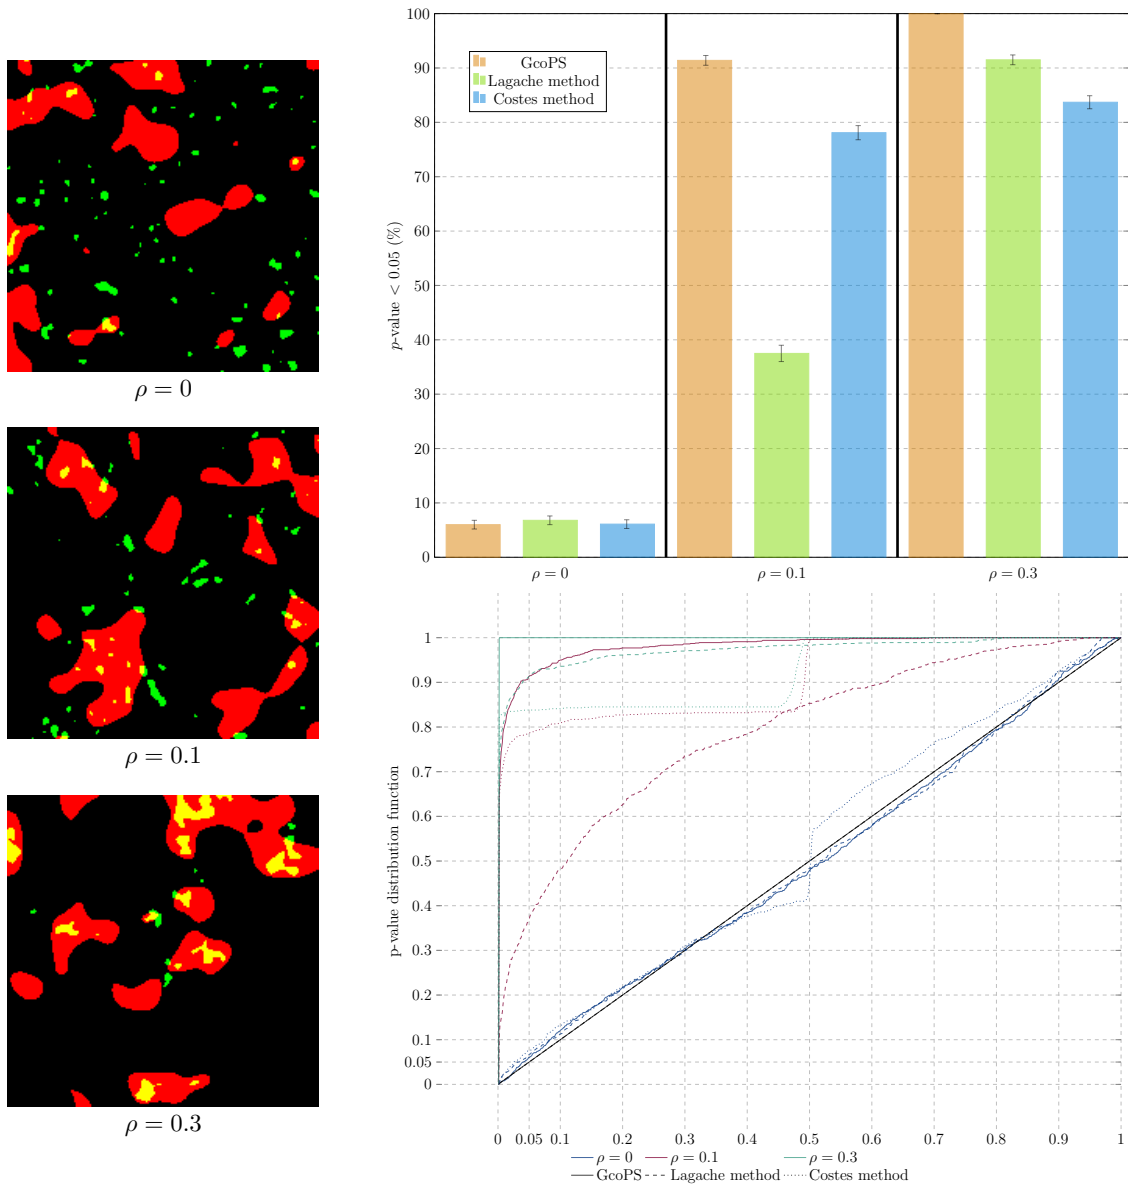 ρ = 0
ρ = 0.1
ρ = 0.3
100
90
80
70
60
50
40
30
20
10
0
p-value < 0.05 (%)
GcoPS
Lagache method
Costes method
ρ = 0
ρ = 0.1
ρ = 0.3
1
0.9
0.8
0.7
0.6
0.5
0.4
0.3
0.2
0.1
0.05
0
p-value distribution function
0 0.05 0.1 0.2 0.3 0.4 0.5 0.6 0.7 0.8 0.9 1
ρ = 0 ρ = 0.1 ρ = 0.3
GcoPS Lagache method Costes method